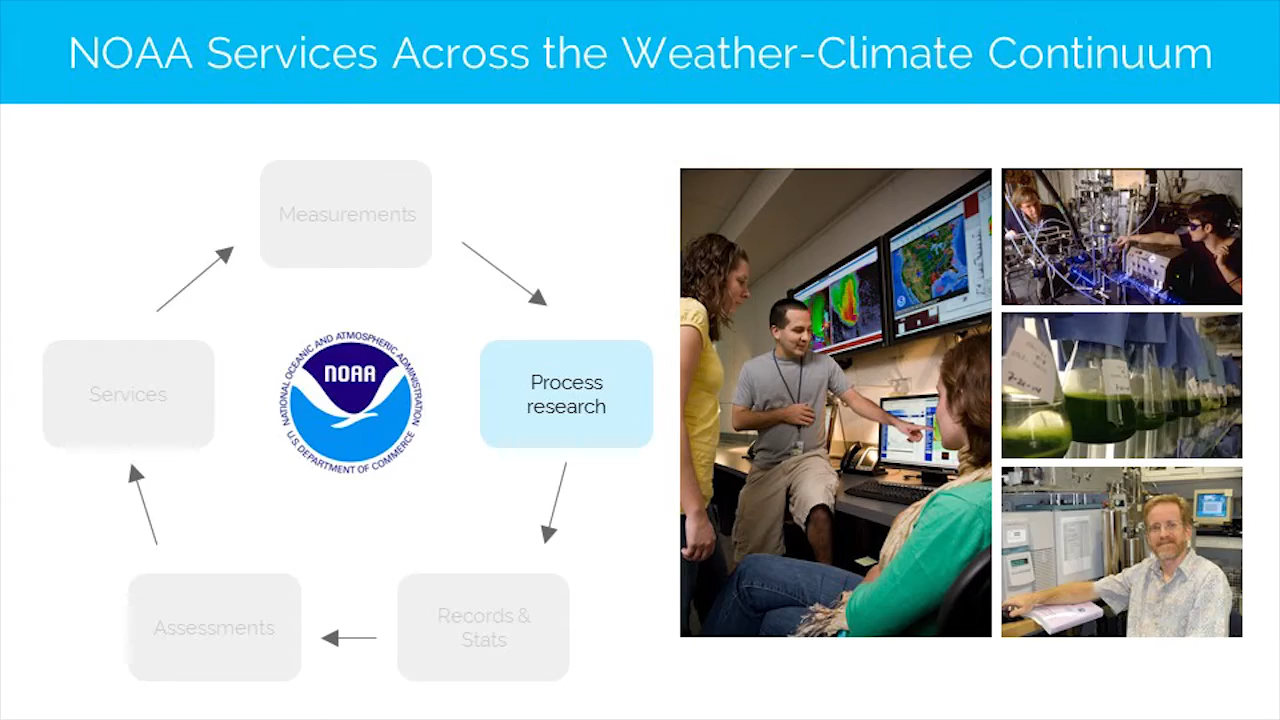 NOAA Services Across the Weather-Climate Continuum
Measurements
Services
NATIONAL OCEANIC AND ATMOSPHERIC ADMINISTRATION
NOAA
U.S. DEPARTMENT OF COMMERCE
Process
research
Assessments
Records &
Stats